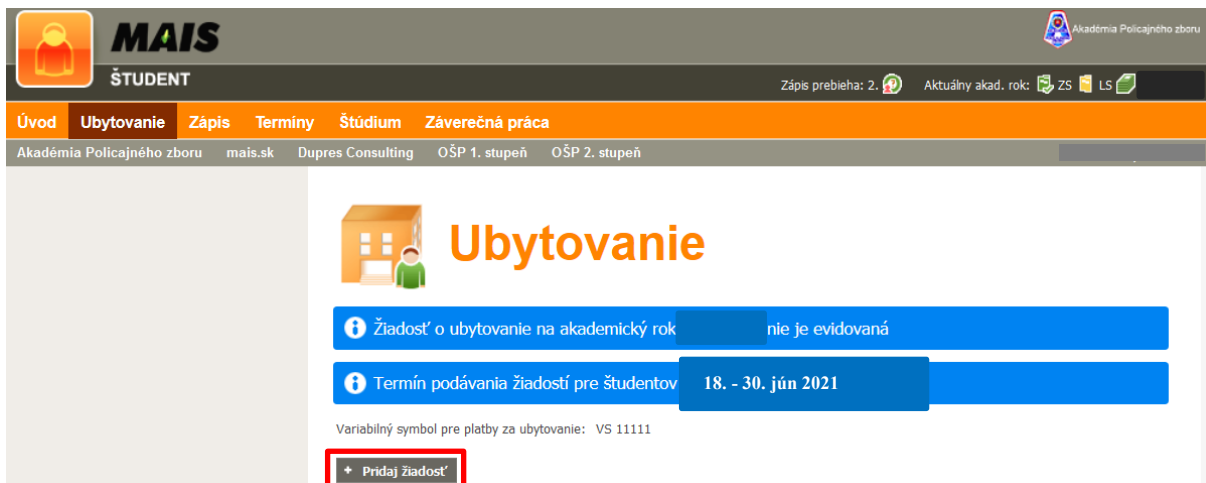 MAIS
ŠTUDENT
Akadémia Policajného zboru
Zápis prebieha: 2. Aktuálny akad. rok: ZS LS
Úvod Ubytovanie Zápis Termíny Štúdium Záverečná práca
Akadémia Policajného zboru mais.sk Dupres Consulting OŠP 1. stupeň OŠP 2. stupeň
Ubytovanie
Žiadosť o ubytovanie na akademický rok nie je evidovaná
Termín podávania žiadostí pre študentov 18. - 30. jún 2021
Variabilný symbol pre platby za ubytovanie: VS 11111
+ Pridaj žiadosť